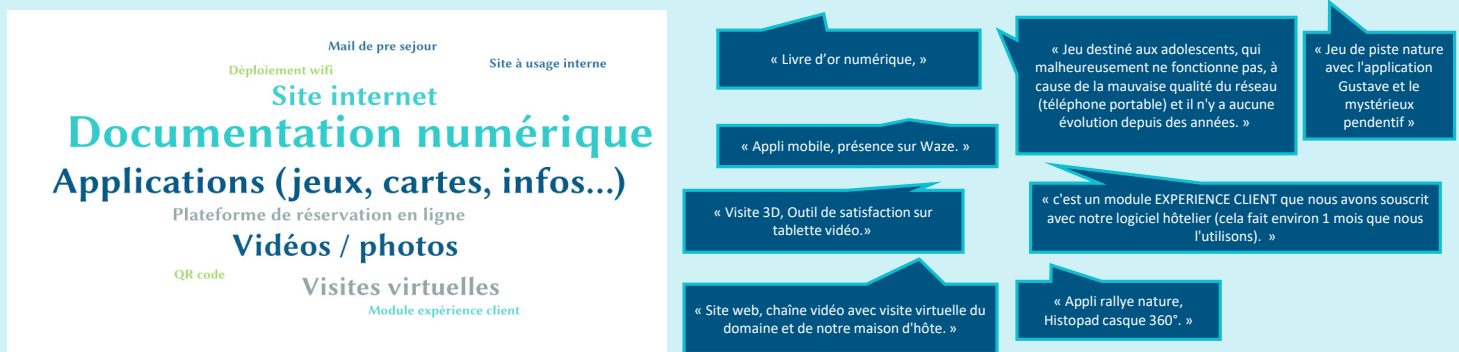 Mail de pre sejour
Site à usage interne
Déploiement wifi
Site internet
Documentation numérique
Applications (jeux, cartes, infos...)
Plateforme de réservation en ligne
Vidéos / photos
QR code
Visites virtuelles
Module expérience client
« Livre d'or numérique, »
« Jeu destiné aux adolescents, qui
malheureusement ne fonctionne pas, à
cause de la mauvaise qualité du réseau
(téléphone portable) et il n'y a aucune
évolution depuis des années. »
« Jeu de piste nature
avec l'application
Gustave et le
mystérieux
pendentif »
« Appli mobile, présence sur Waze. »
« Visite 3D, Outil de satisfaction sur
tablette vidéo.»
« c'est un module EXPERIENCE CLIENT que nous avons souscrit
avec notre logiciel hôtelier (cela fait environ 1 mois que nous
l'utilisons).  »
« Site web, chaîne vidéo avec visite virtuelle du
domaine et de notre maison d'hôte. »
« Appli rallye nature,
Histopad casque 360°. »